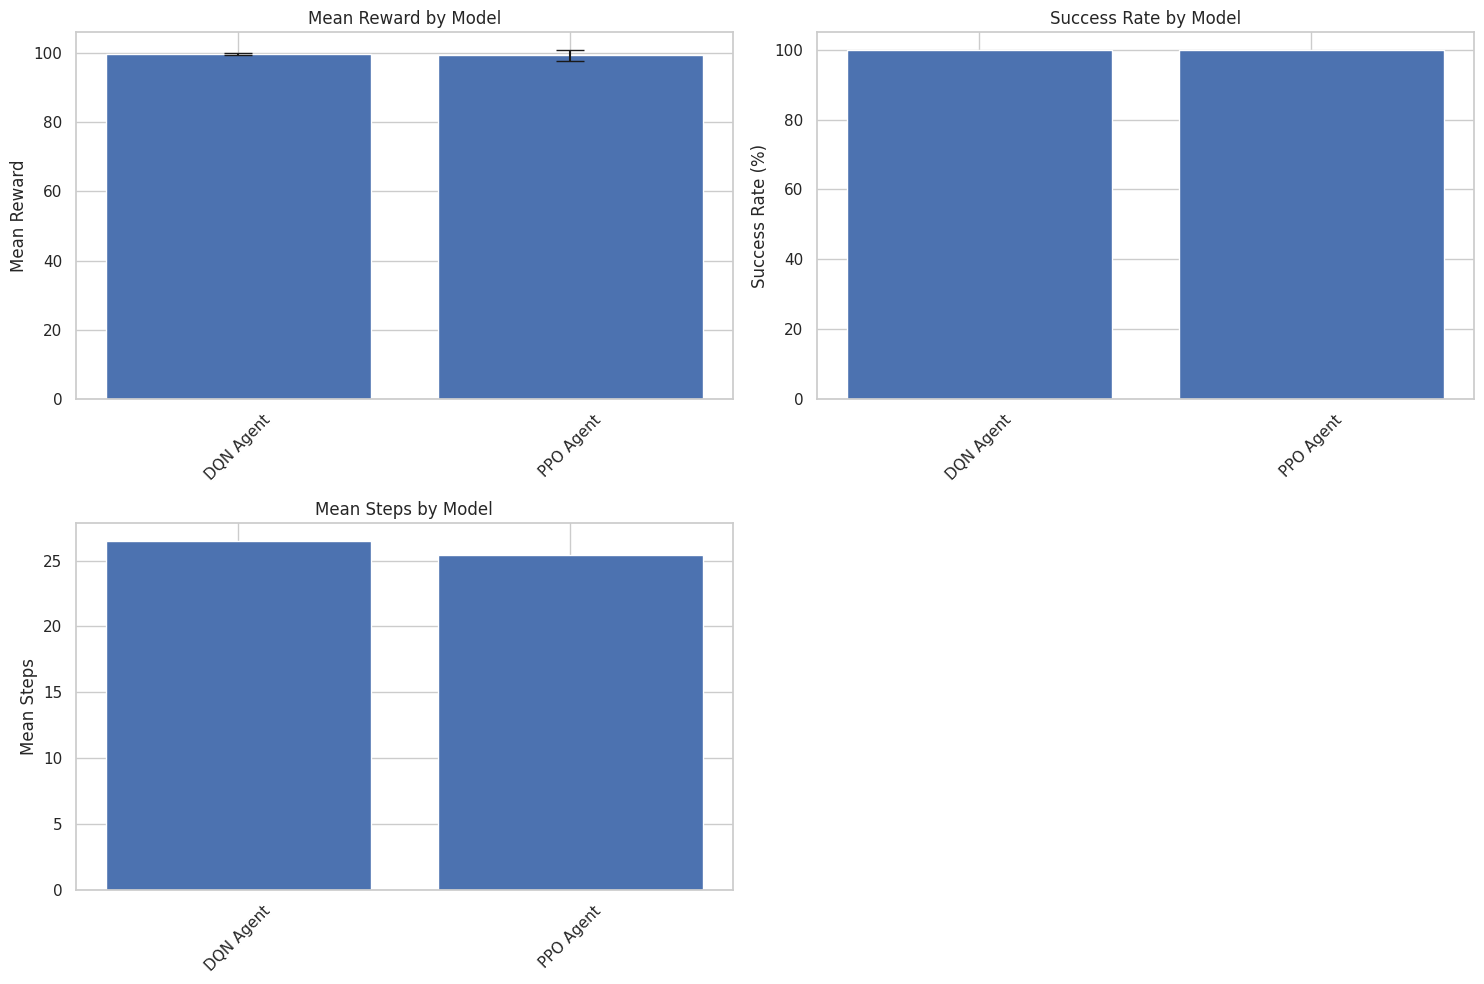 Mean Reward by Model
Mean Reward
100
80
60
40
20
0
DQN Agent
PPO Agent
Success Rate by Model
Success Rate (%)
100
80
60
40
20
0
DQN Agent
PPO Agent
Mean Steps by Model
Mean Steps
25
20
15
10
5
0
DQN Agent
PPO Agent